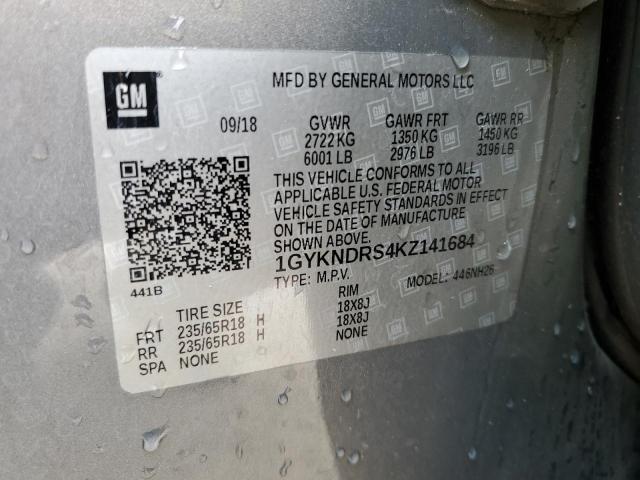 GM
MFD BY GENERAL MOTORS LLC
09/18 GVWR GAWR FRT GAWR RR
2722 KG 1350 KG 1450 KG
6001 LB 2976 LB 3196 LB
THIS VEHICLE CONFORMS TO ALL
APPLICABLE U.S. FEDERAL MOTOR
VEHICLE SAFETY STANDARDS IN EFFECT
ON THE DATE OF MANUFACTURE
SHOWN ABOVE.
1GYKNDRS4KZ141684
441B
TYPE: M.P.V. MODEL: 446NH26
TIRE SIZE RIM
FRT 235/65R18 H 18X8J
RR 235/65R18 H 18X8J
SPA NONE NONE